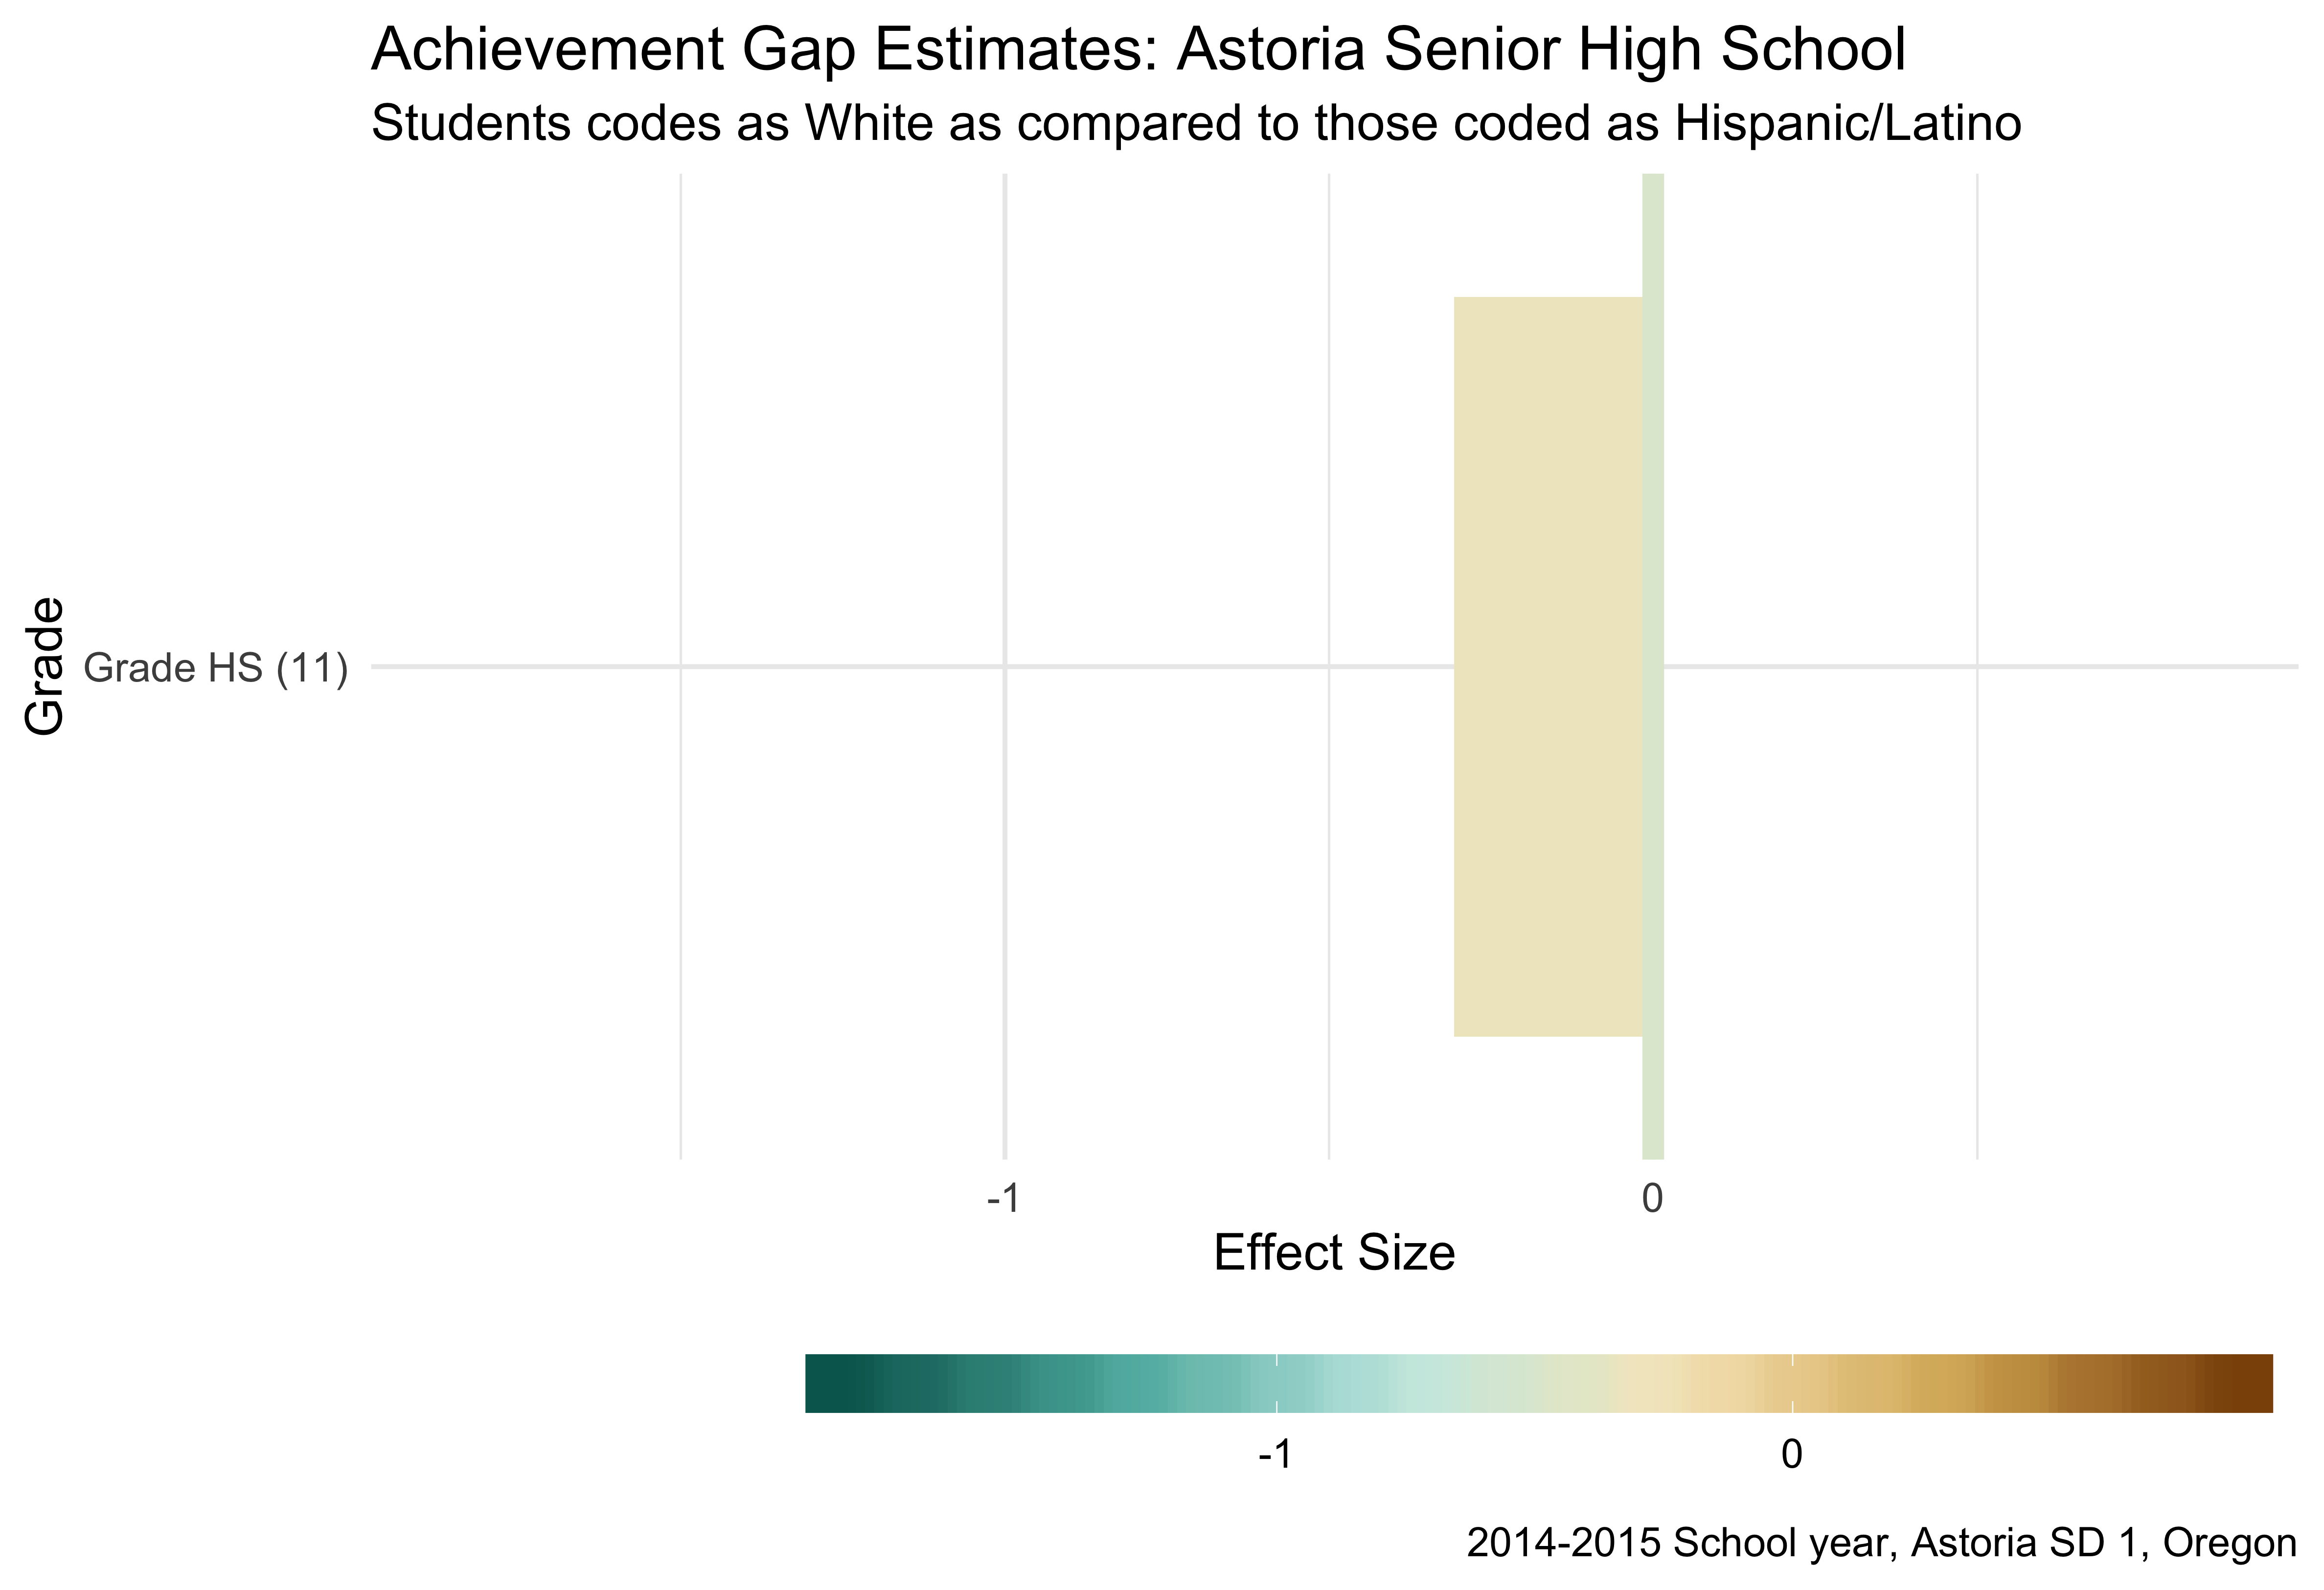 Achievement Gap Estimates: Astoria Senior High School
Students codes as White as compared to those coded as Hispanic/Latino
Grade
Grade HS (11)
-1 0
Effect Size
-1 0
2014-2015 School year, Astoria SD 1, Oregon